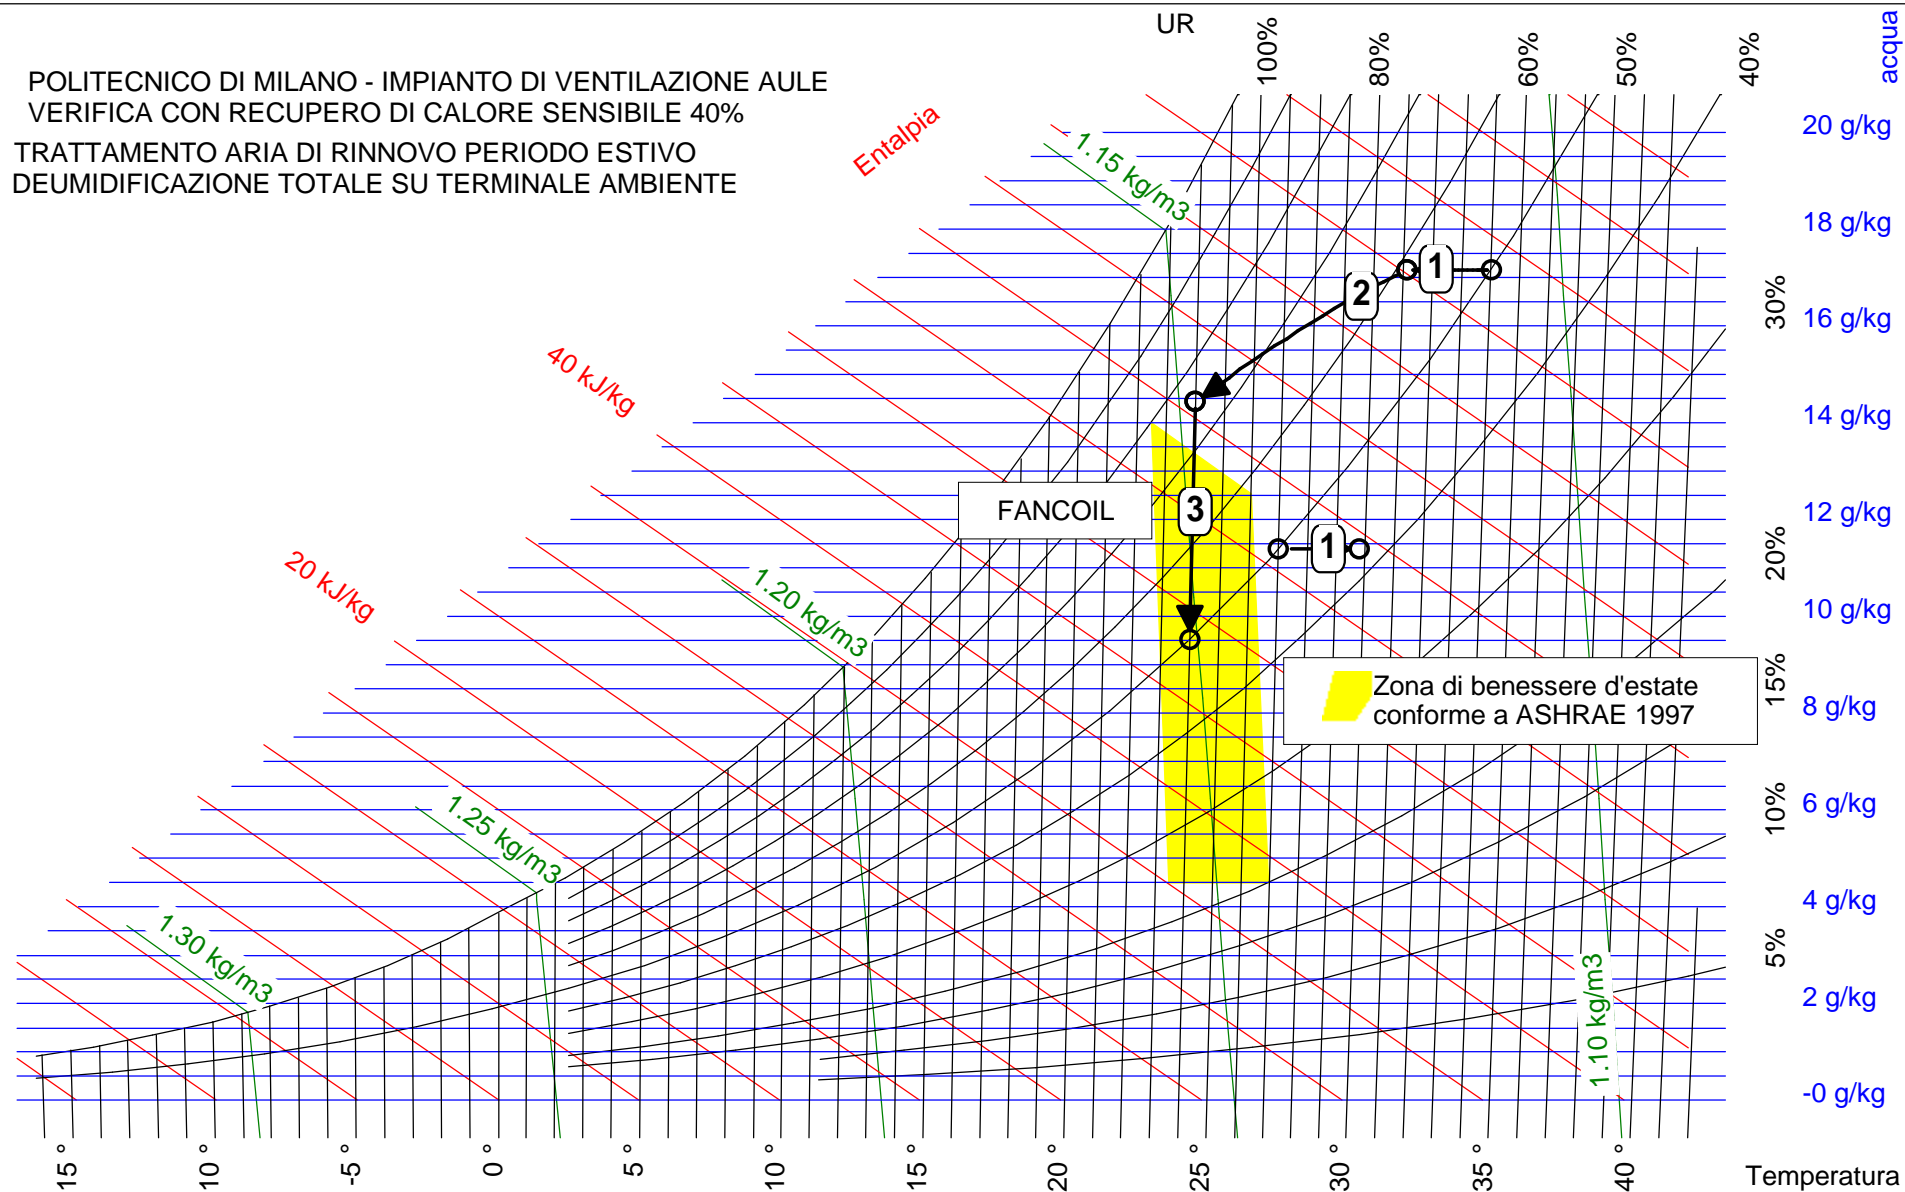 UR
100%
80%
60%
50%
40%
acqua
POLITECNICO DI MILANO - IMPIANTO DI VENTILAZIONE AULE
VERIFICA CON RECUPERO DI CALORE SENSIBILE 40%
TRATTAMENTO ARIA DI RINNOVO PERIODO ESTIVO
DEUMIDIFICAZIONE TOTALE SU TERMINALE AMBIENTE
Entalpia
1.15 kg/m3
20 g/kg
18 g/kg
1
2
30%
16 g/kg
40 kJ/kg
14 g/kg
FANCOIL
3
12 g/kg
1
20%
20 kJ/kg
1.20 kg/m3
10 g/kg
Zona di benessere d'estate
conforme a ASHRAE 1997
15%
8 g/kg
1.25 kg/m3
10%
6 g/kg
4 g/kg
1.30 kg/m3
5%
1.10 kg/m3
2 g/kg
-0 g/kg
15°
10°
-5°
0°
5°
10°
15°
20°
25°
30°
35°
40°
Temperatura